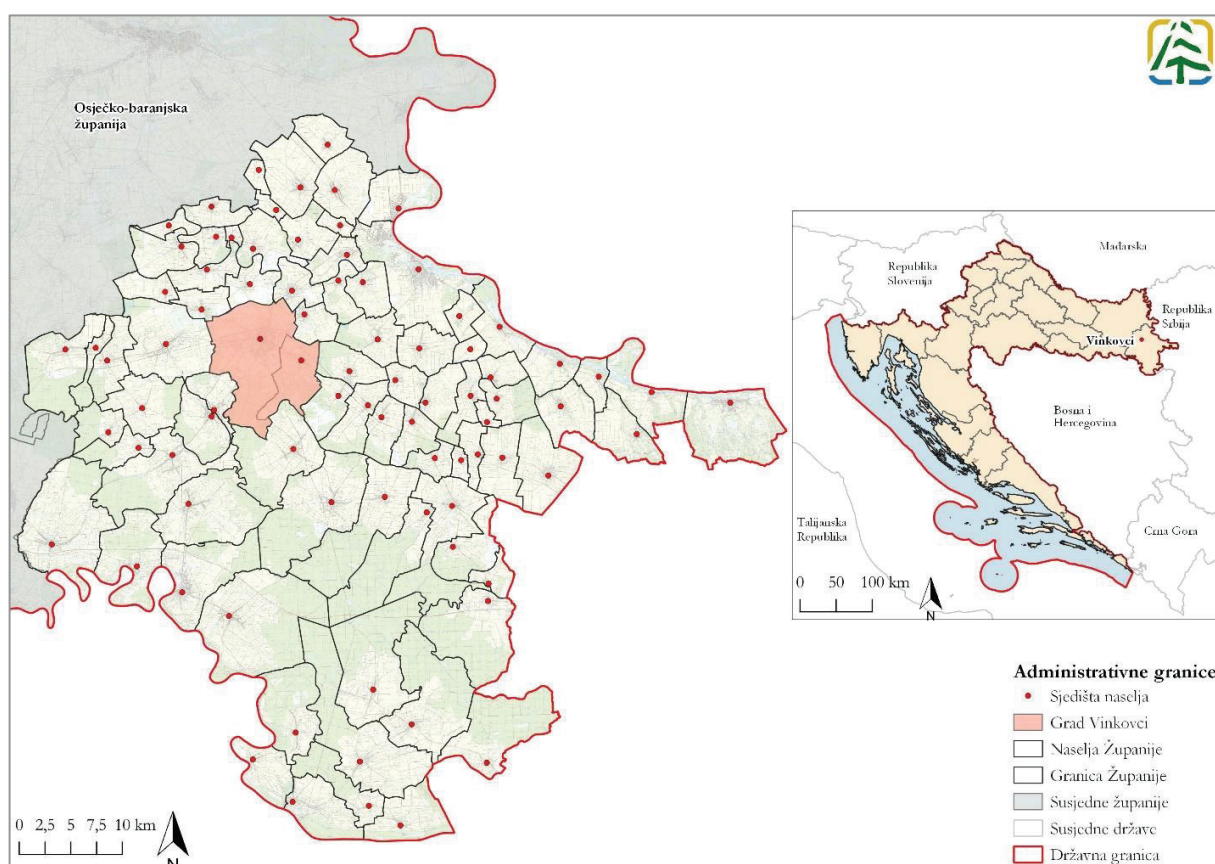 Osječko-baranjska
županija
0 2,5 5 7,5 10 km
N
Mađarska
Republika
Slovenija
Republika
Srbija
Vinkovci
Bosna i
Hercegovina
Talijanska
Republika
Crna Gora
0 50 100 km
N
Administrativne granice
Sjedišta naselja
Grad Vinkovci
Naselja Županije
Granica Županije
Susjedne županije
Susjedne države
Državna granica